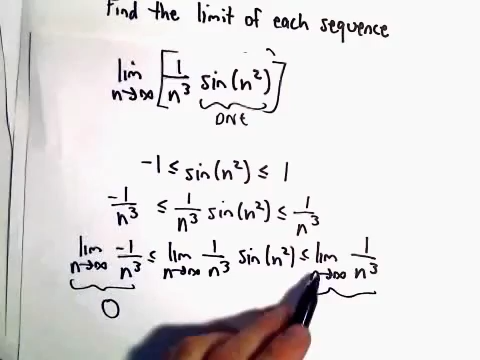 Find the limit of each sequence
lim n→∞ [1/n³ sin(n²)]
DNE
-1 ≤ sin(n²) ≤ 1
-1/n³ ≤ 1/n³ sin(n²) ≤ 1/n³
lim n→∞ -1/n³ ≤ lim n→∞ 1/n³ sin(n²) ≤ lim n→∞ 1/n³
0